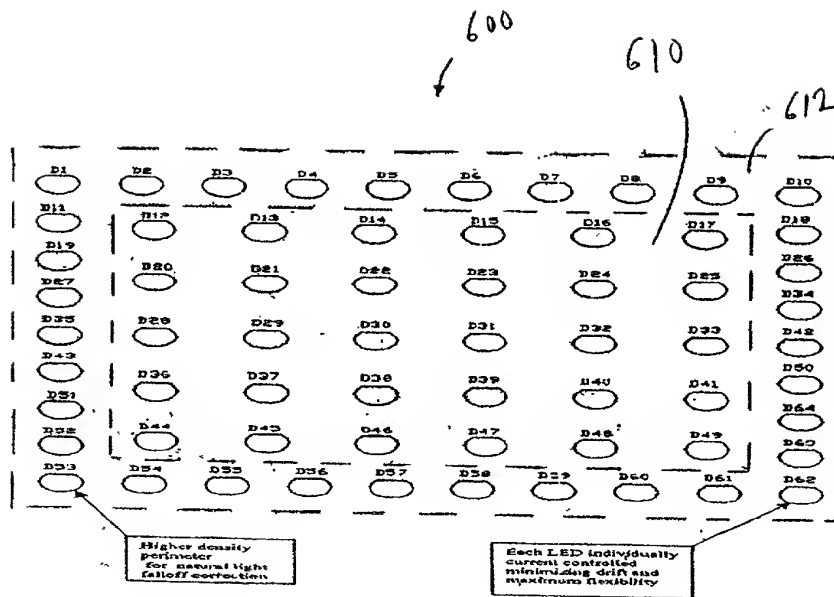 600
610
612
D1 D2 D3 D4 D5 D6 D7 D8 D9 D10
D11 D12 D13 D14 D15 D16 D17 D18
D19 D20 D21 D22 D23 D24 D25 D26
D27 D28 D29 D30 D31 D32 D33 D34
D35 D36 D37 D38 D39 D40 D41 D42
D43 D44 D45 D46 D47 D48 D49 D50
D51 D64
D52 D63
D53 D54 D55 D56 D57 D58 D59 D60 D61 D62
Higher density
perimeter
for natural light
falloff correction
Each LED individually
current controlled
minimizing drift and
maximum flexibility